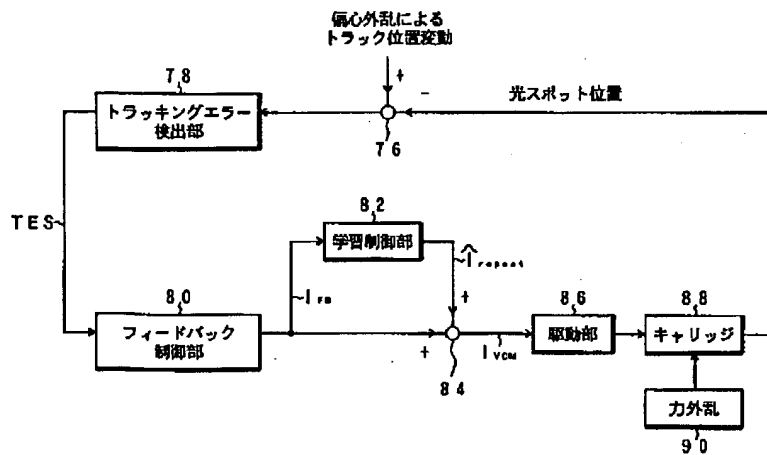 偏心外乱による
トラック位置変動
+
-
光スポット位置
78
トラッキングエラー
検出部
76
TES
82
学習制御部
Îrepeat
80
フィードバック
制御部
IFB
+
+
84
IVCM
86
駆動部
88
キャリッジ
力外乱
90